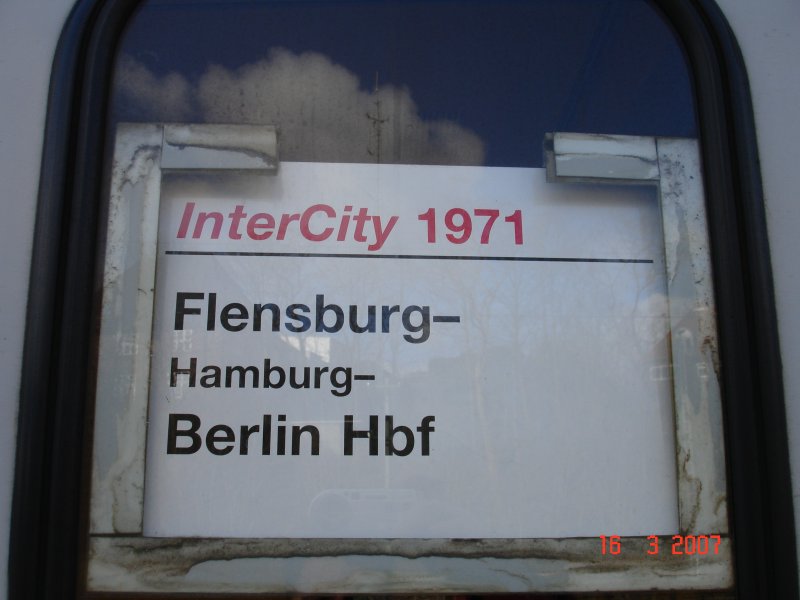 InterCity 1971
Flensburg–
Hamburg–
Berlin Hbf
16 3 2007